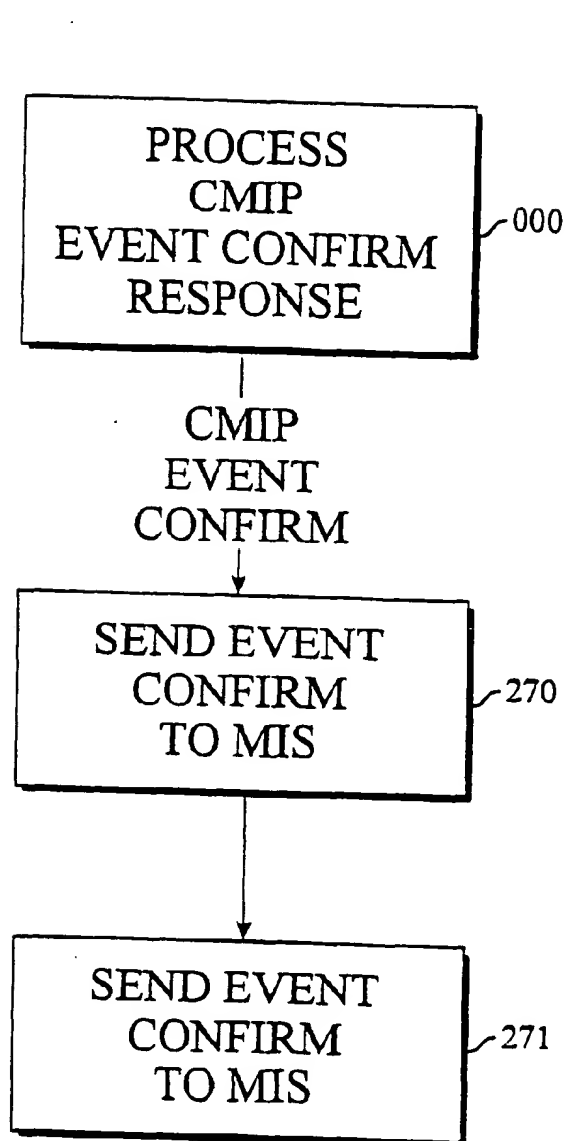 PROCESS
CMIP
EVENT CONFIRM
RESPONSE
000
CMIP
EVENT
CONFIRM
SEND EVENT
CONFIRM
TO MIS
270
SEND EVENT
CONFIRM
TO MIS
271